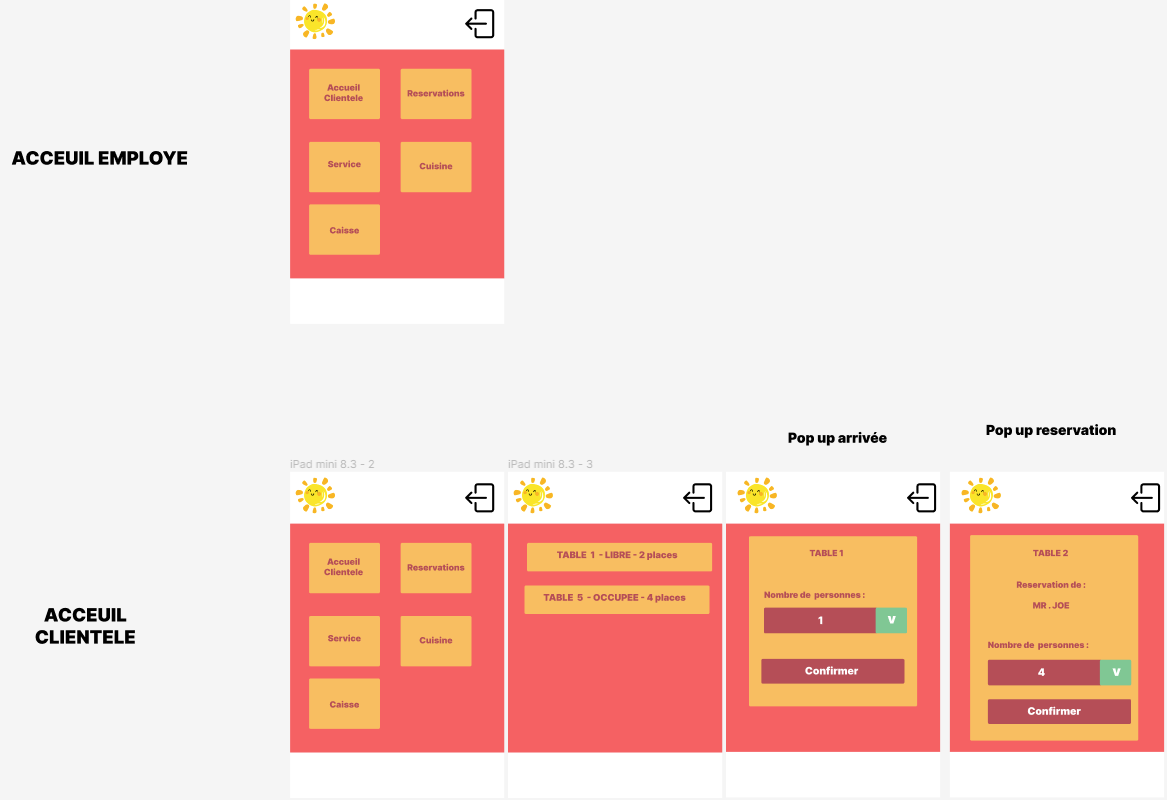 Accueil
Clientele
Reservations
ACCEUIL EMPLOYE
Service
Cuisine
Caisse
Pop up arrivée
Pop up reservation
iPad mini 8.3 - 2
iPad mini 8.3 - 3
ACCEUIL
CLIENTELE
Accueil
Clientele
Reservations
Service
Cuisine
Caisse
TABLE 1 - LIBRE - 2 places
TABLE 5 - OCCUPEE - 4 places
TABLE 1
Nombre de personnes :
1
V
Confirmer
TABLE 2
Reservation de :
MR . JOE
Nombre de personnes :
4
V
Confirmer